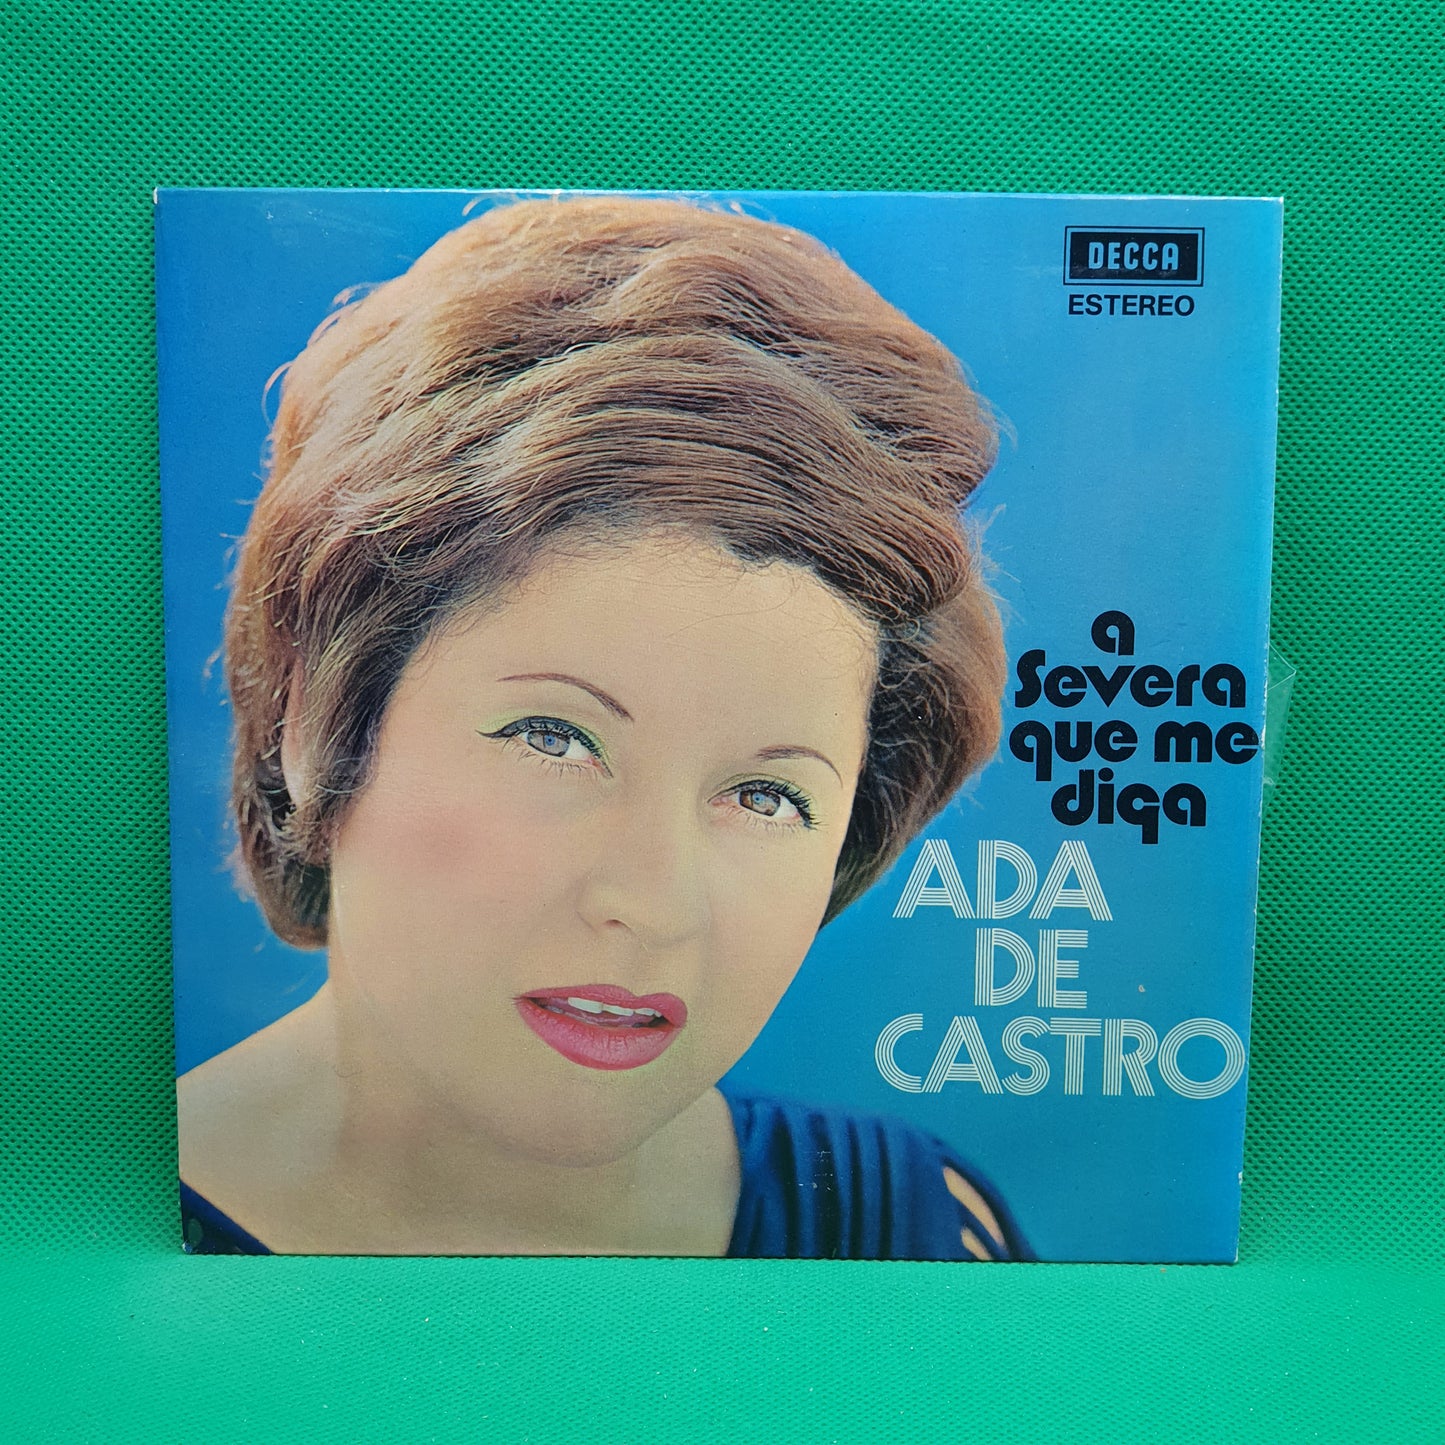 DECCA
ESTEREO
a
Severa
que me
diga
ADA
DE
CASTRO